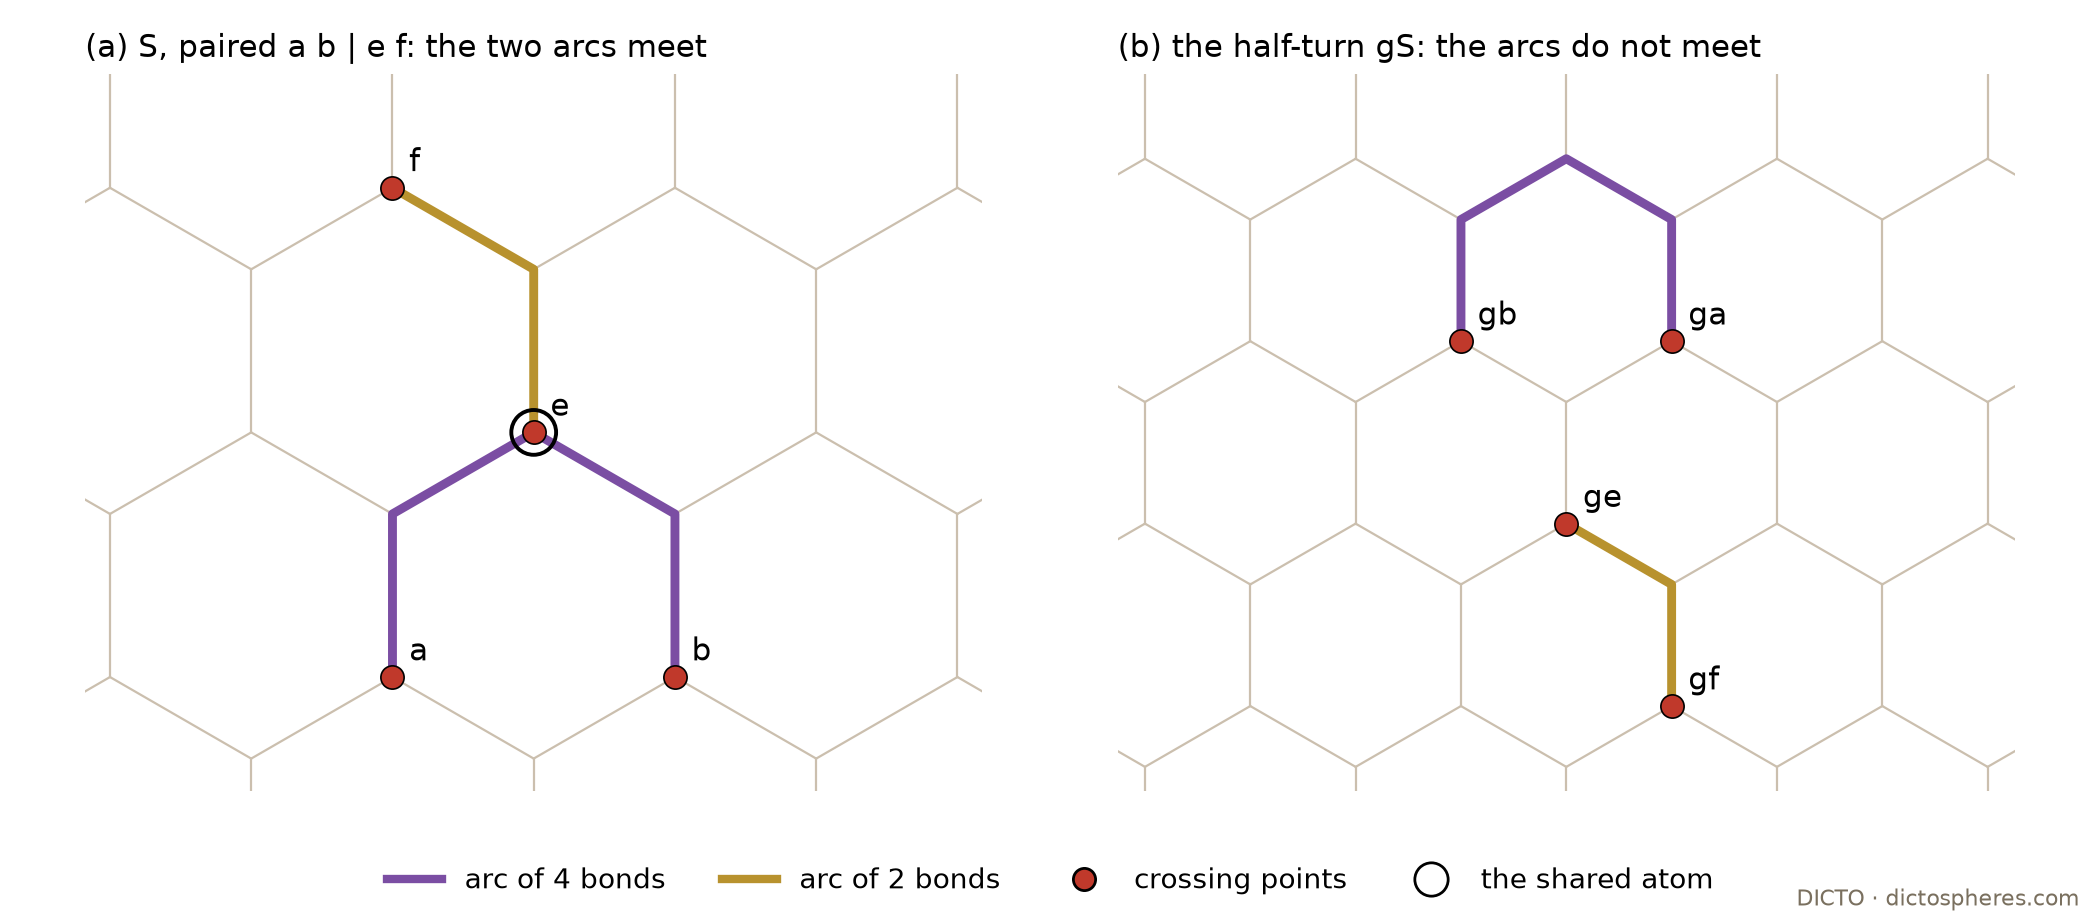 (a) S, paired a b | e f: the two arcs meet
(b) the half-turn gS: the arcs do not meet
f
e
a
b
gb
ga
ge
gf
arc of 4 bonds
arc of 2 bonds
crossing points
the shared atom
DICTO · dictospheres.com